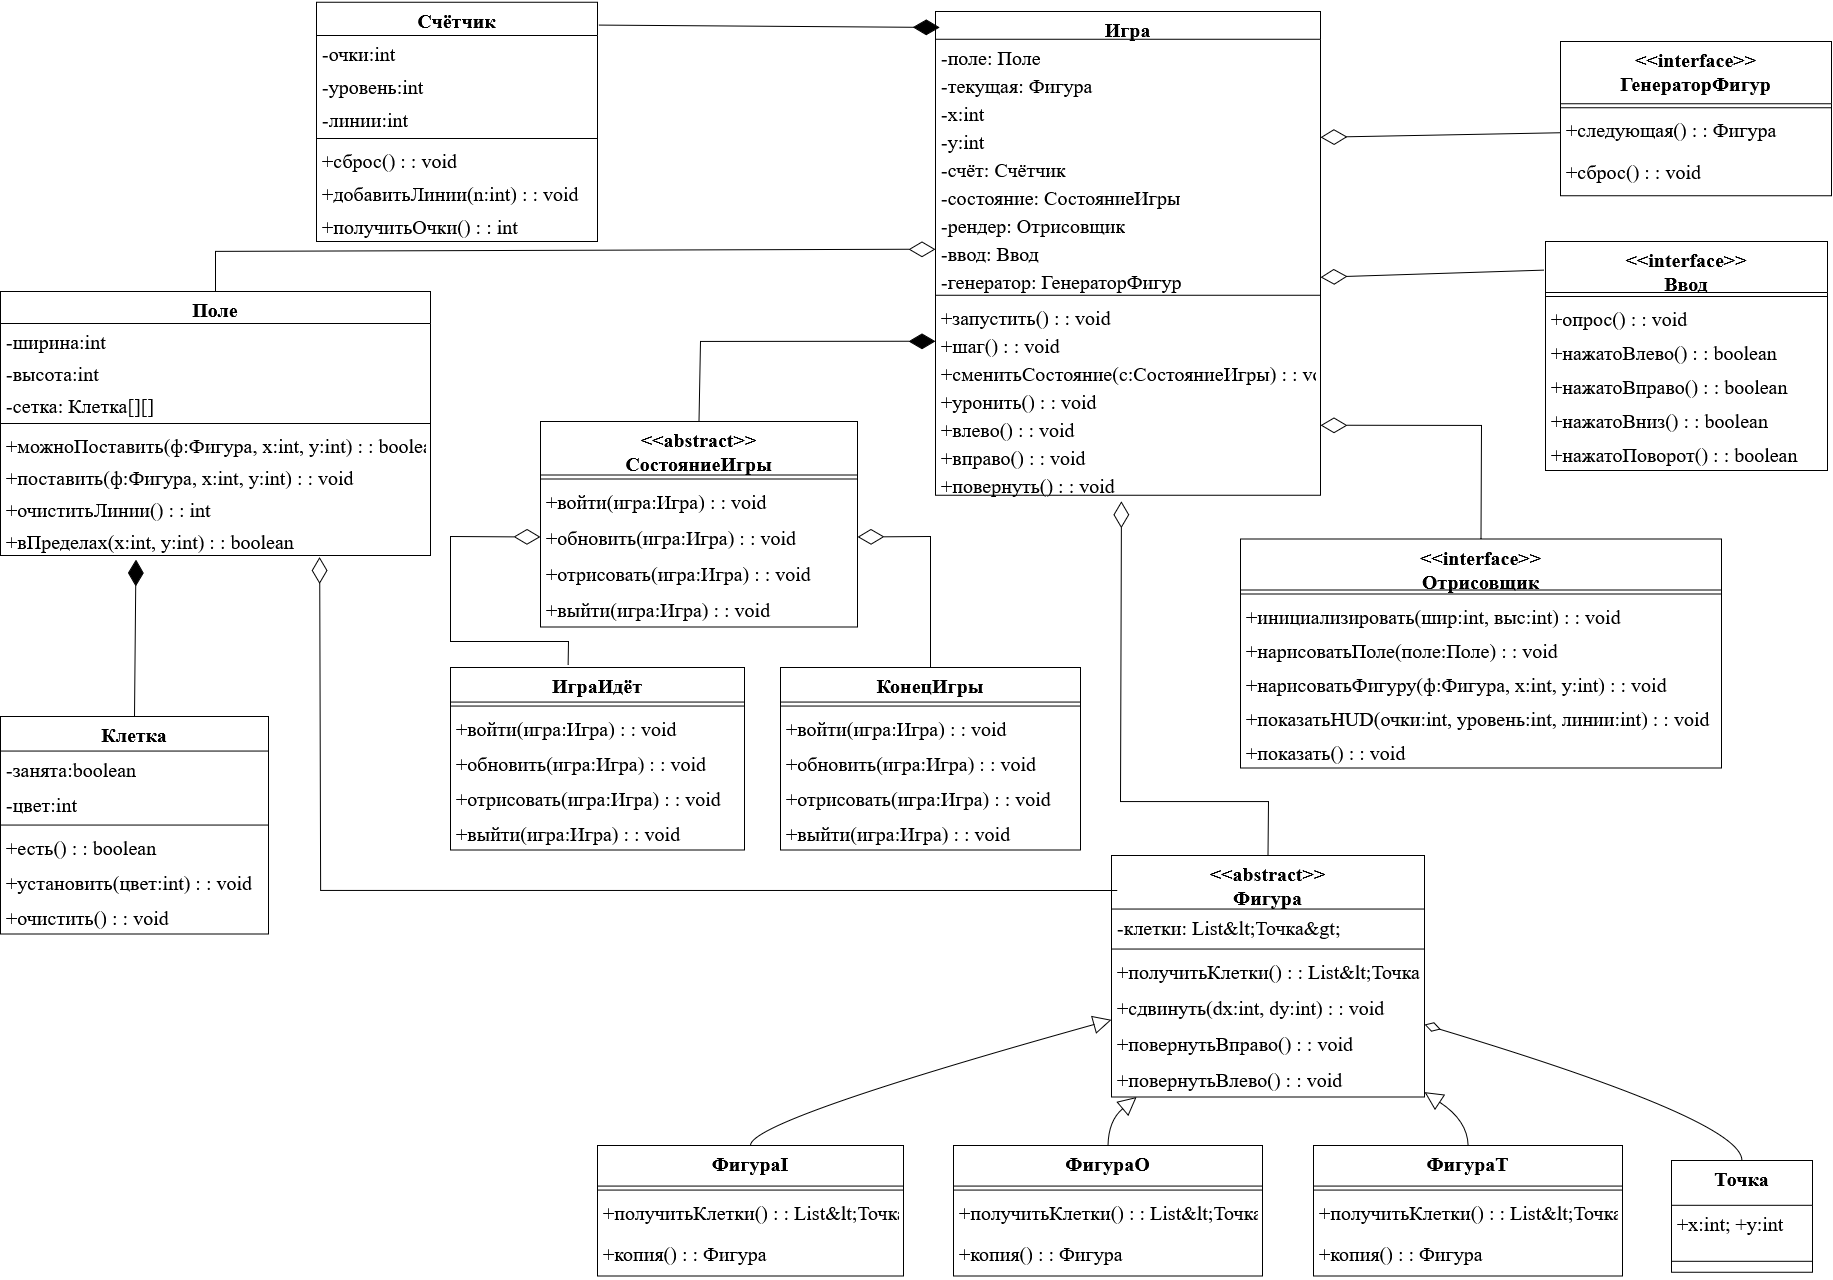 Счётчик
-очки:int
-уровень:int
-линии:int
+сброс() : : void
+добавитьЛинии(n:int) : : void
+получитьОчки() : : int
Игра
-поле: Поле
-текущая: Фигура
-x:int
-y:int
-счёт: Счётчик
-состояние: СостояниеИгры
-рендер: Отрисовщик
-ввод: Ввод
-генератор: ГенераторФигур
+запустить() : : void
+шаг() : : void
+сменитьСостояние(с:СостояниеИгры) : : vo
+уронить() : : void
+влево() : : void
+вправо() : : void
+повернуть() : : void
<<interface>>
ГенераторФигур
+следующая() : : Фигура
+сброс() : : void
<<interface>>
Ввод
+опрос() : : void
+нажатоВлево() : : boolean
+нажатоВправо() : : boolean
+нажатоВниз() : : boolean
+нажатоПоворот() : : boolean
Поле
-ширина:int
-высота:int
-сетка: Клетка[][]
+можноПоставить(ф:Фигура, x:int, y:int) : : boolea
+поставить(ф:Фигура, x:int, y:int) : : void
+очиститьЛинии() : : int
+вПределах(x:int, y:int) : : boolean
<<abstract>>
СостояниеИгры
+войти(игра:Игра) : : void
+обновить(игра:Игра) : : void
+отрисовать(игра:Игра) : : void
+выйти(игра:Игра) : : void
<<interface>>
Отрисовщик
+инициализировать(шир:int, выс:int) : : void
+нарисоватьПоле(поле:Поле) : : void
+нарисоватьФигуру(ф:Фигура, x:int, y:int) : : void
+показатьHUD(очки:int, уровень:int, линии:int) : : void
+показать() : : void
ИграИдёт
+войти(игра:Игра) : : void
+обновить(игра:Игра) : : void
+отрисовать(игра:Игра) : : void
+выйти(игра:Игра) : : void
КонецИгры
+войти(игра:Игра) : : void
+обновить(игра:Игра) : : void
+отрисовать(игра:Игра) : : void
+выйти(игра:Игра) : : void
Клетка
-занята:boolean
-цвет:int
+есть() : : boolean
+установить(цвет:int) : : void
+очистить() : : void
<<abstract>>
Фигура
-клетки: List&lt;Точка&gt;
+получитьКлетки() : : List&lt;Точка
+сдвинуть(dx:int, dy:int) : : void
+повернутьВправо() : : void
+повернутьВлево() : : void
ФигураI
+получитьКлетки() : : List&lt;Точка
+копия() : : Фигура
ФигураO
+получитьКлетки() : : List&lt;Точка
+копия() : : Фигура
ФигураT
+получитьКлетки() : : List&lt;Точка
+копия() : : Фигура
Точка
+x:int; +y:int